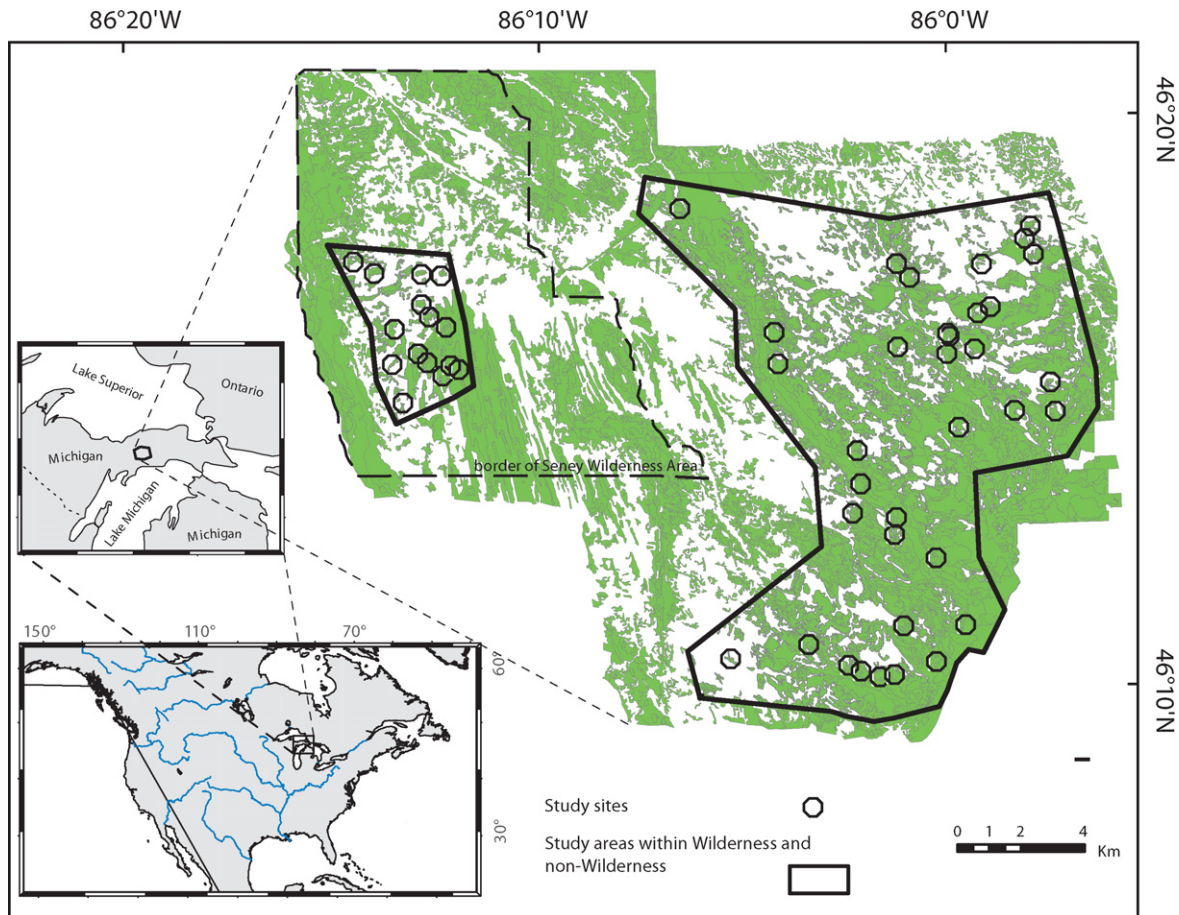 86°20'W
86°10'W
86°0'W
46°20'N
Lake Superior
Ontario
Michigan
Lake Michigan
Michigan
border of Seney Wilderness Area
150°
110°
70°
60°
30°
46°10'N
Study sites
Study areas within Wilderness and
non-Wilderness
0 1 2 4
Km